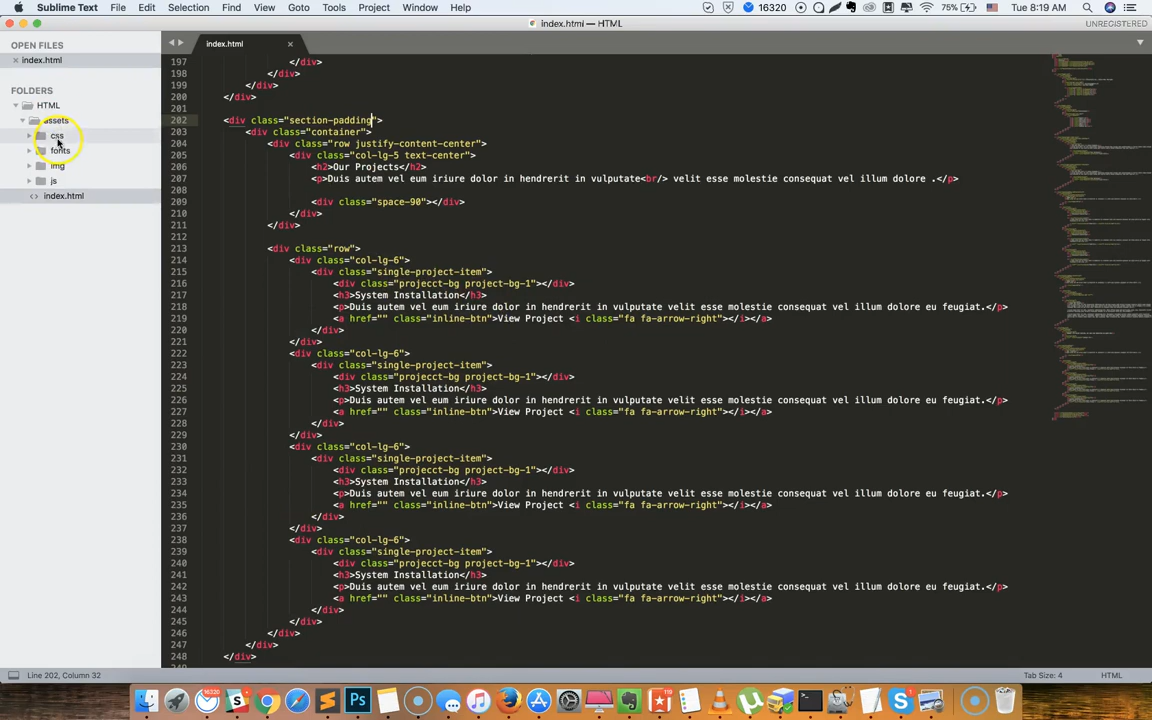 Sublime Text File Edit Selection Find View Goto Tools Project Window Help 16320 75% Tue 8:19 AM
index.html — HTML UNREGISTERED
OPEN FILES
index.html
FOLDERS
HTML
assets
css
fonts
img
js
index.html
index.html
197 </div>
198 </div>
199 </div>
200 </div>
201
202 <div class="section-padding">
203 <div class="container">
204 <div class="row justify-content-center">
205 <div class="col-lg-5 text-center">
206 <h2>Our Projects</h2>
207 <p>Duis autem vel eum iriure dolor in hendrerit in vulputate<br/> velit esse molestie consequat vel illum dolore .</p>
208
209 <div class="space-90"></div>
210 </div>
211 </div>
212
213 <div class="row">
214 <div class="col-lg-6">
215 <div class="single-project-item">
216 <div class="projecct-bg project-bg-1"></div>
217 <h3>System Installation</h3>
218 <p>Duis autem vel eum iriure dolor in hendrerit in vulputate velit esse molestie consequat vel illum dolore eu feugiat.</p>
219 <a href="" class="inline-btn">View Project <i class="fa fa-arrow-right"></i></a>
220 </div>
221 </div>
222 <div class="col-lg-6">
223 <div class="single-project-item">
224 <div class="projecct-bg project-bg-1"></div>
225 <h3>System Installation</h3>
226 <p>Duis autem vel eum iriure dolor in hendrerit in vulputate velit esse molestie consequat vel illum dolore eu feugiat.</p>
227 <a href="" class="inline-btn">View Project <i class="fa fa-arrow-right"></i></a>
228 </div>
229 </div>
230 <div class="col-lg-6">
231 <div class="single-project-item">
232 <div class="projecct-bg project-bg-1"></div>
233 <h3>System Installation</h3>
234 <p>Duis autem vel eum iriure dolor in hendrerit in vulputate velit esse molestie consequat vel illum dolore eu feugiat.</p>
235 <a href="" class="inline-btn">View Project <i class="fa fa-arrow-right"></i></a>
236 </div>
237 </div>
238 <div class="col-lg-6">
239 <div class="single-project-item">
240 <div class="projecct-bg project-bg-1"></div>
241 <h3>System Installation</h3>
242 <p>Duis autem vel eum iriure dolor in hendrerit in vulputate velit esse molestie consequat vel illum dolore eu feugiat.</p>
243 <a href="" class="inline-btn">View Project <i class="fa fa-arrow-right"></i></a>
244 </div>
245 </div>
246 </div>
247 </div>
248 </div>
Line 202, Column 32 Tab Size: 4 HTML